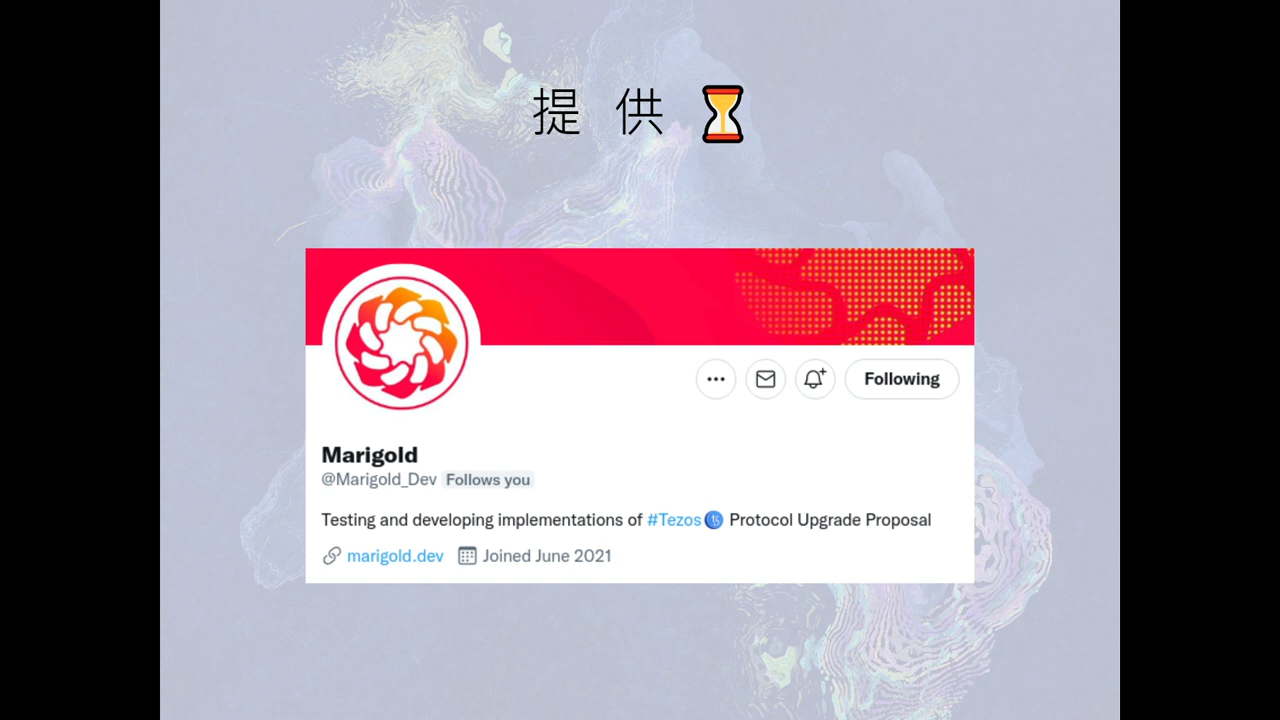 提 供 ⏳
Following
Marigold
@Marigold_Dev Follows you
Testing and developing implementations of #Tezos Protocol Upgrade Proposal
marigold.dev Joined June 2021